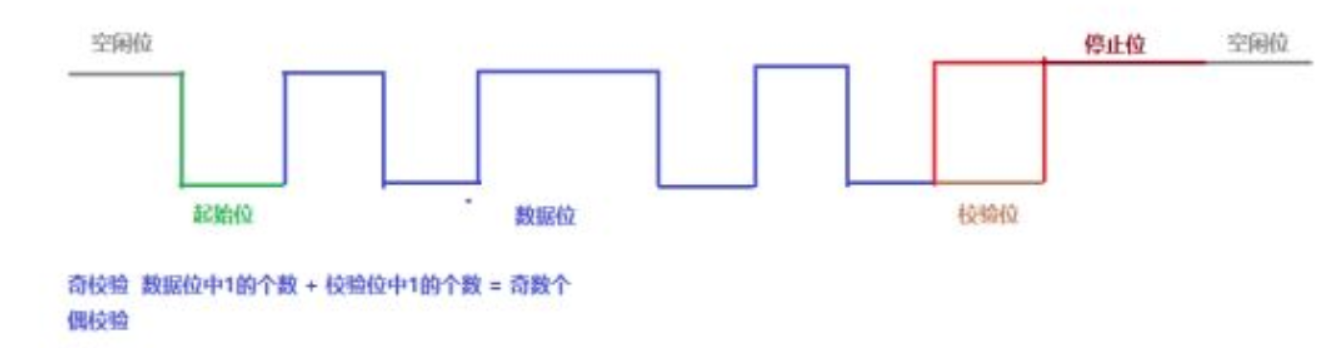 空闲位
停止位
空闲位
起始位
数据位
校验位
奇校验 数据位中1的个数 + 校验位中1的个数 = 奇数个
偶校验